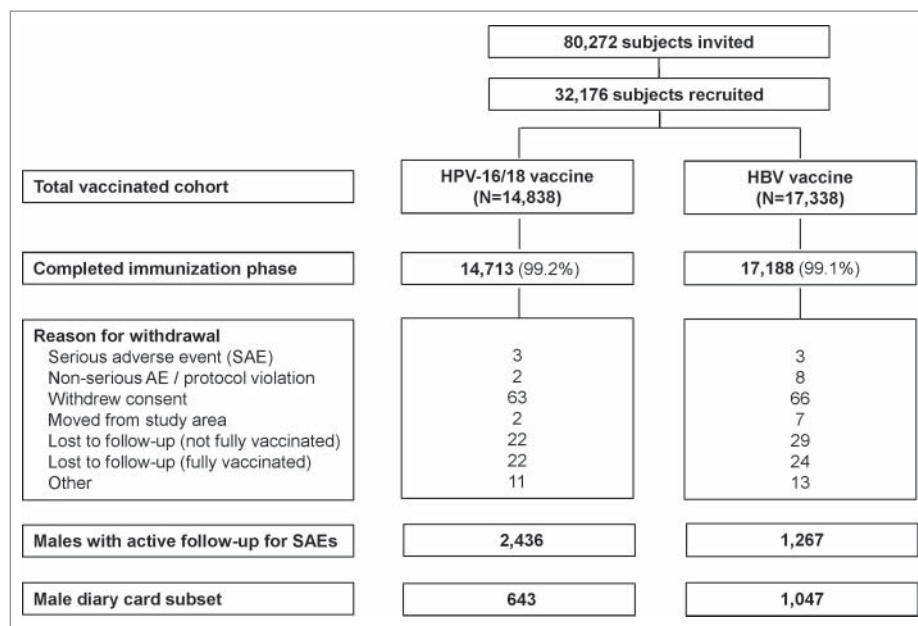 80,272 subjects invited
32,176 subjects recruited
Total vaccinated cohort
HPV-16/18 vaccine
(N=14,838)
HBV vaccine
(N=17,338)
Completed immunization phase
14,713 (99.2%)
17,188 (99.1%)
Reason for withdrawal
Serious adverse event (SAE) 3 3
Non-serious AE / protocol violation 2 8
Withdrew consent 63 66
Moved from study area 2 7
Lost to follow-up (not fully vaccinated) 22 29
Lost to follow-up (fully vaccinated) 22 24
Other 11 13
Males with active follow-up for SAEs 2,436 1,267
Male diary card subset 643 1,047